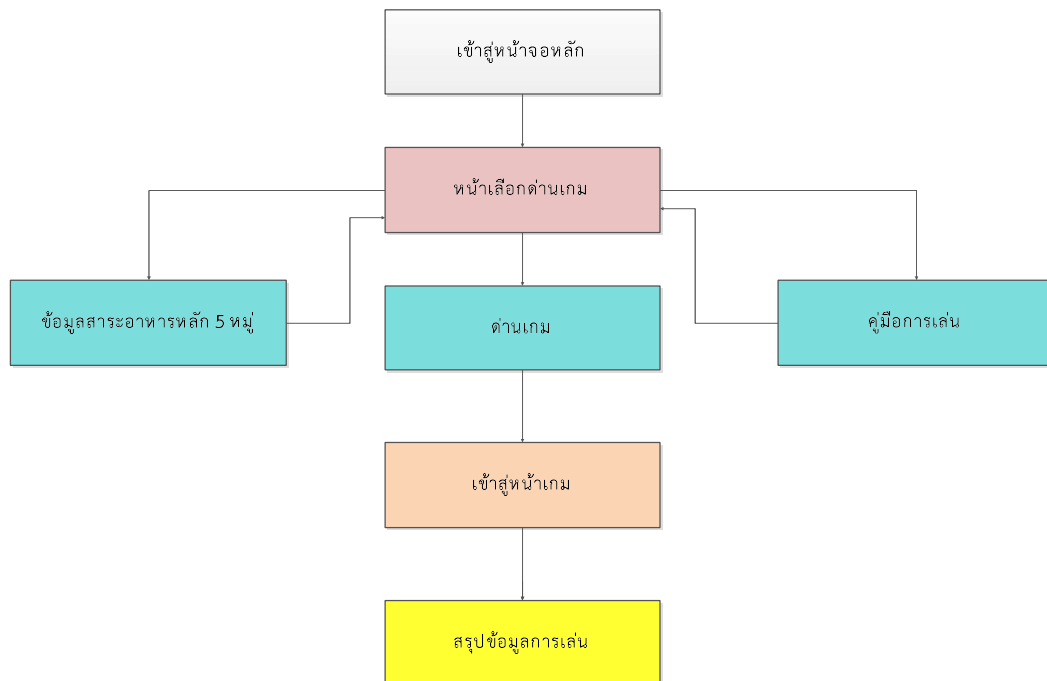 เข้าสู่หน้าจอหลัก
หน้าเลือกด่านเกม
ข้อมูลสาระอาหารหลัก 5 หมู่
ด่านเกม
คู่มือการเล่น
เข้าสู่หน้าเกม
สรุปข้อมูลการเล่น